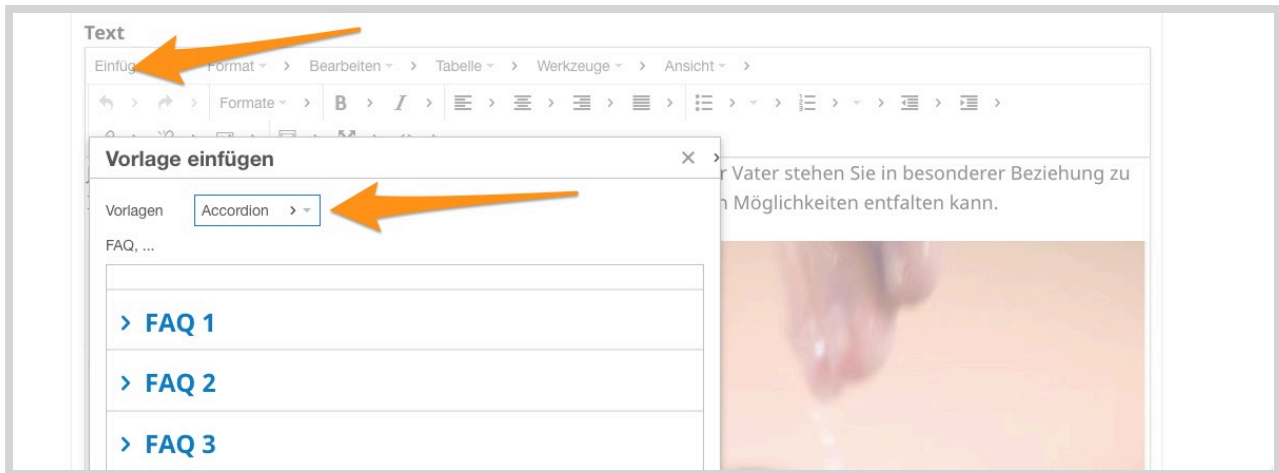 Text
Einfüg Format Bearbeiten Tabelle Werkzeuge Ansicht
Formate B I
Vorlage einfügen
r Vater stehen Sie in besonderer Beziehung zu
Vorlagen Accordion
Möglichkeiten entfalten kann.
FAQ, ...
FAQ 1
FAQ 2
FAQ 3